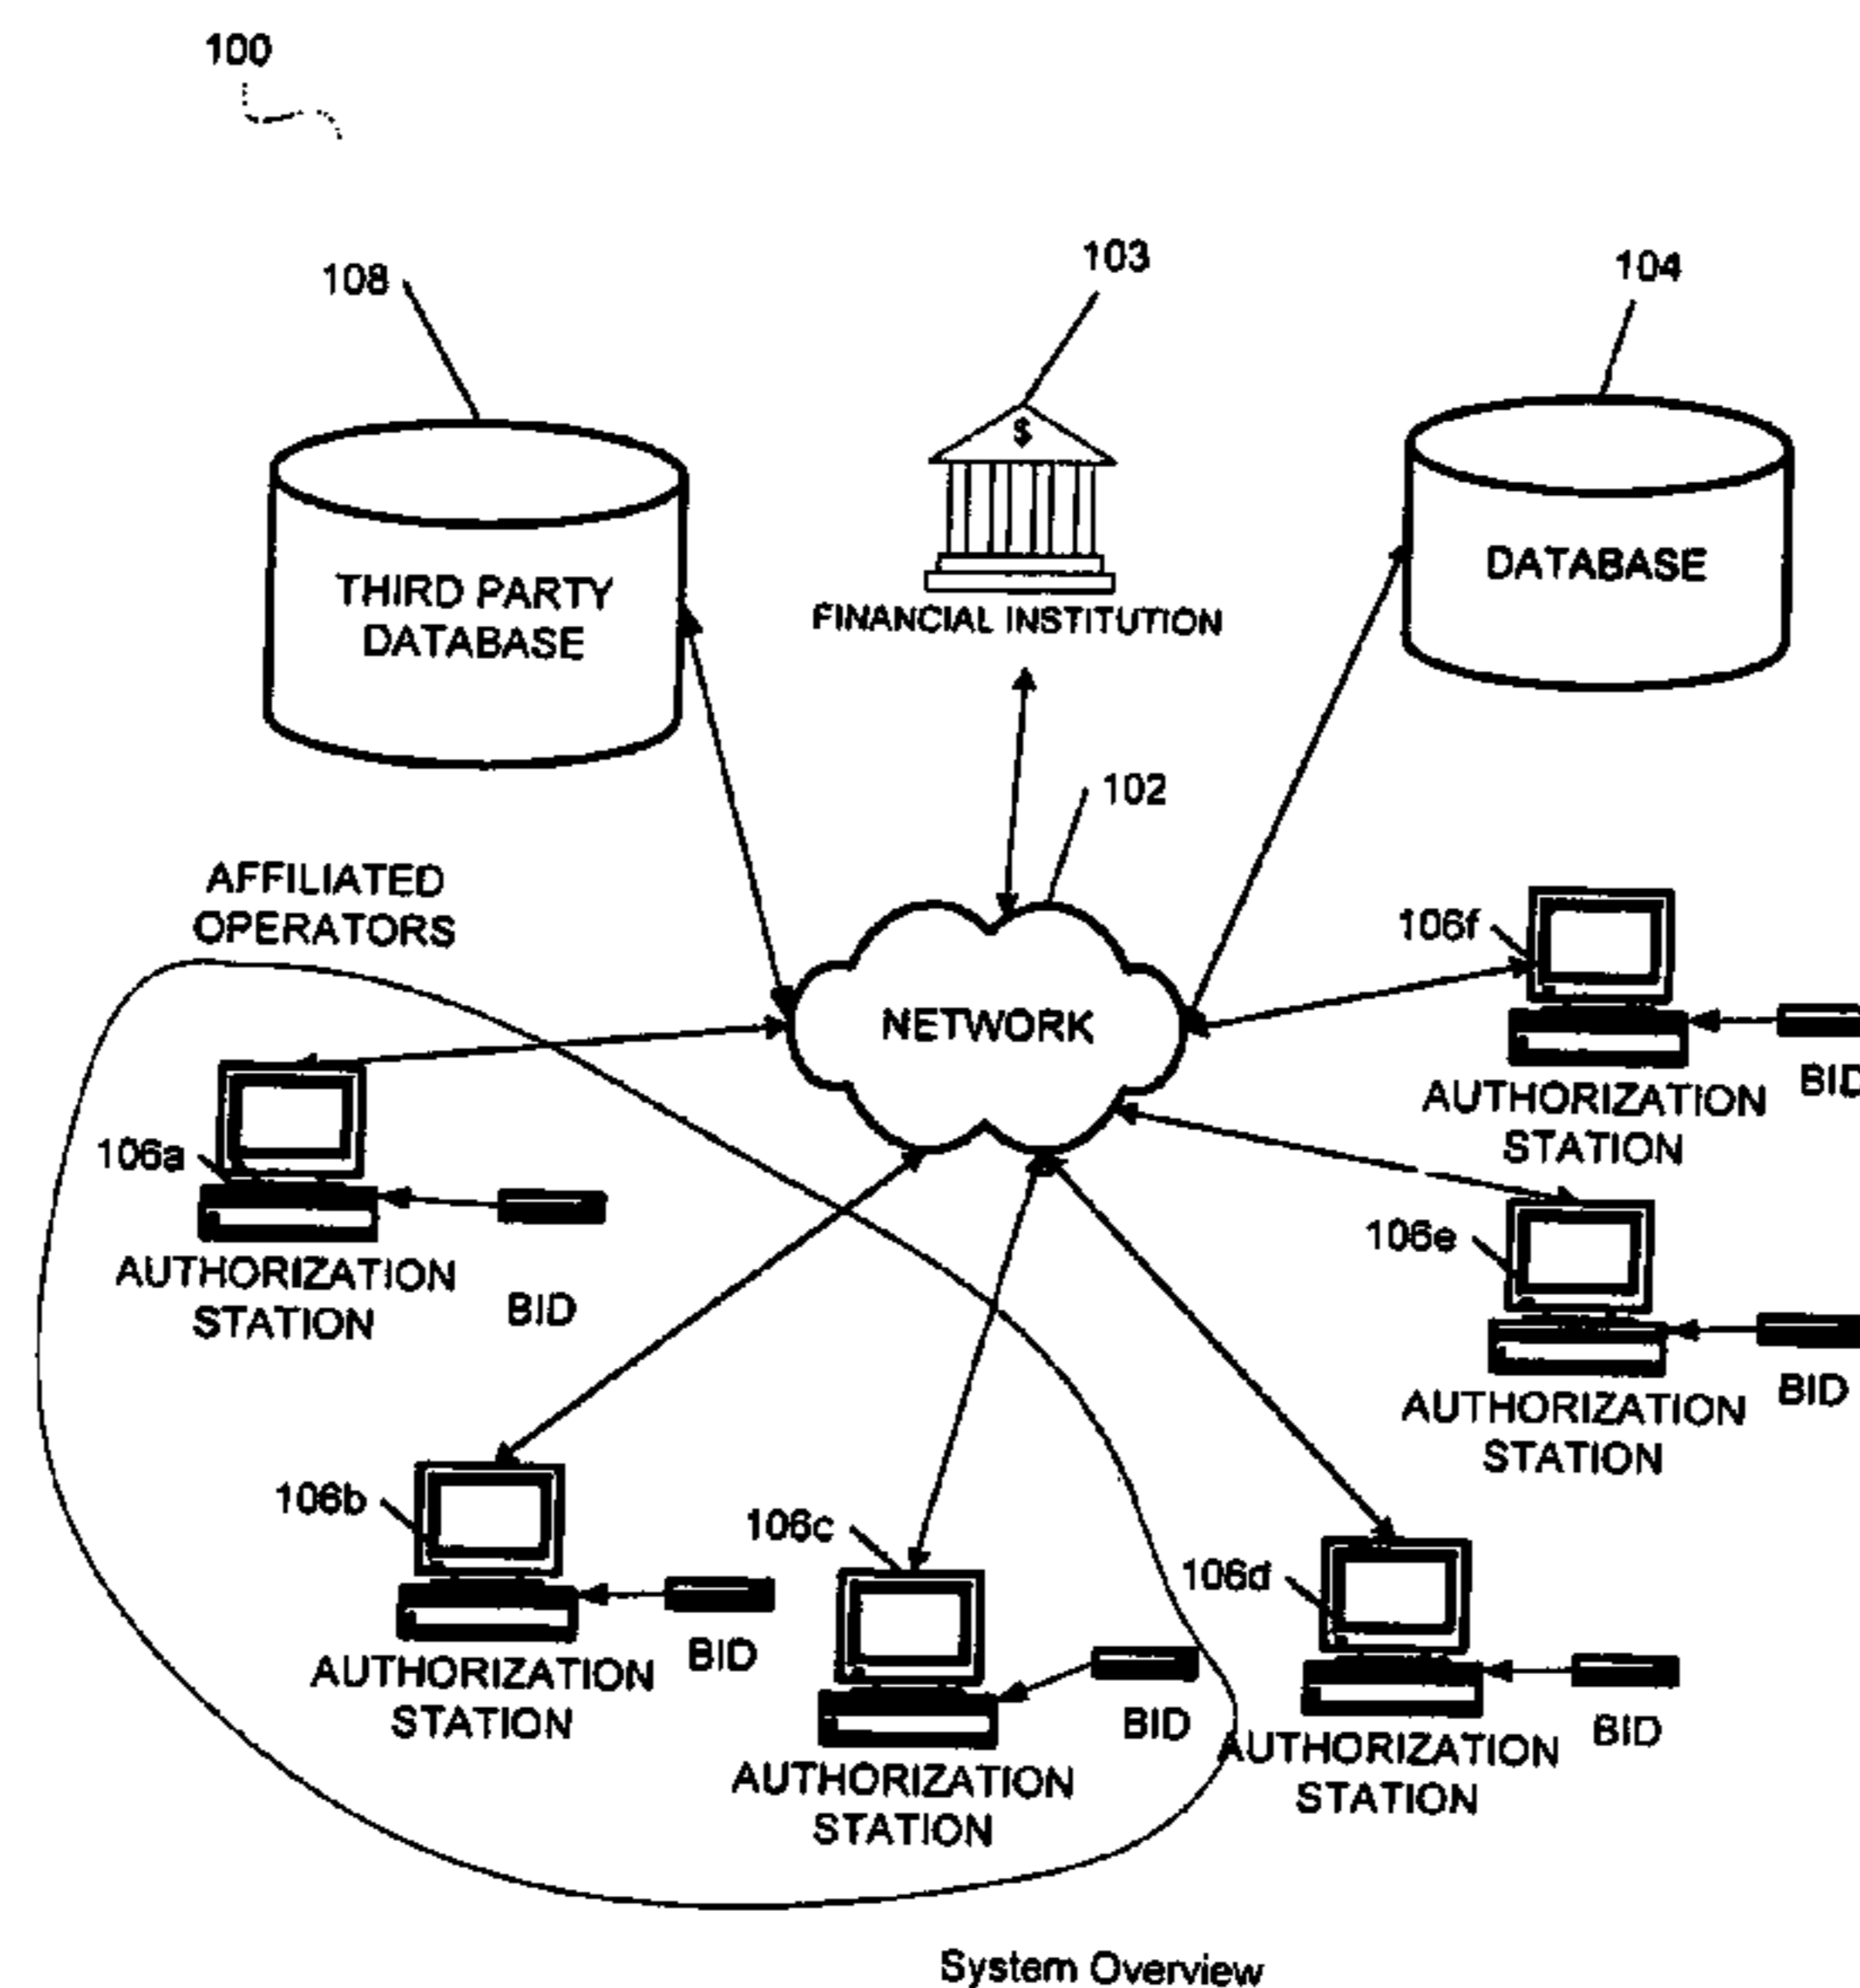 100
108
103
104
$
THIRD PARTY
DATABASE
FINANCIAL INSTITUTION
DATABASE
102
AFFILIATED
OPERATORS
NETWORK
106f
BID
AUTHORIZATION
STATION
106a
AUTHORIZATION
STATION
BID
106e
BID
AUTHORIZATION
STATION
106b
BID
AUTHORIZATION
STATION
106c
BID
AUTHORIZATION
STATION
106d
BID
AUTHORIZATION
STATION
System Overview